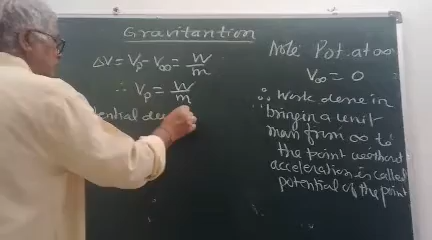 Gravitantion
ΔV = Vp - V∞ = W/m
∴ Vp = W/m
Note Pot. at ∞
V∞ = 0
∴ Work done in
bringin a unit
mass from ∞ to
the point without
acceleration is called
potential of the point